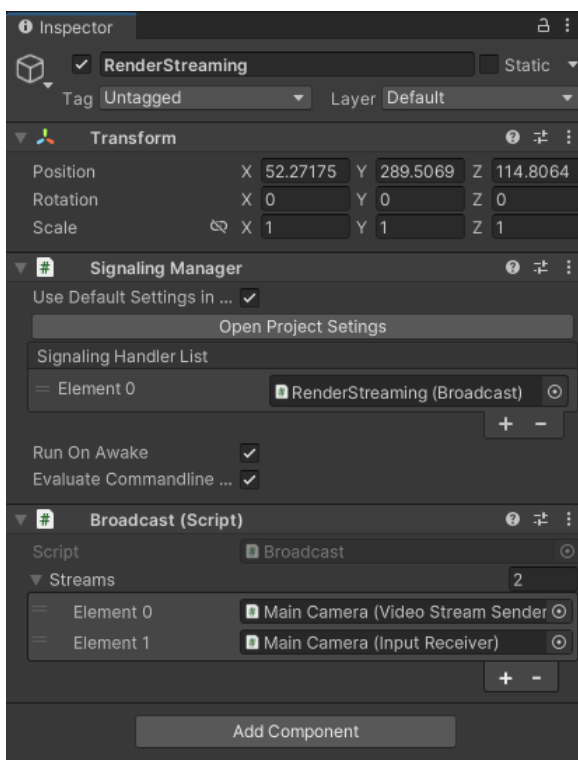 Inspector
RenderStreaming Static
Tag Untagged Layer Default
Transform
Position X 52.27175 Y 289.5069 Z 114.8064
Rotation X 0 Y 0 Z 0
Scale X 1 Y 1 Z 1
# Signaling Manager
Use Default Settings in ...
Open Project Setings
Signaling Handler List
Element 0 # RenderStreaming (Broadcast)
+ -
Run On Awake
Evaluate Commandline ...
# Broadcast (Script)
Script # Broadcast
Streams 2
Element 0 # Main Camera (Video Stream Sender
Element 1 # Main Camera (Input Receiver)
+ -
Add Component